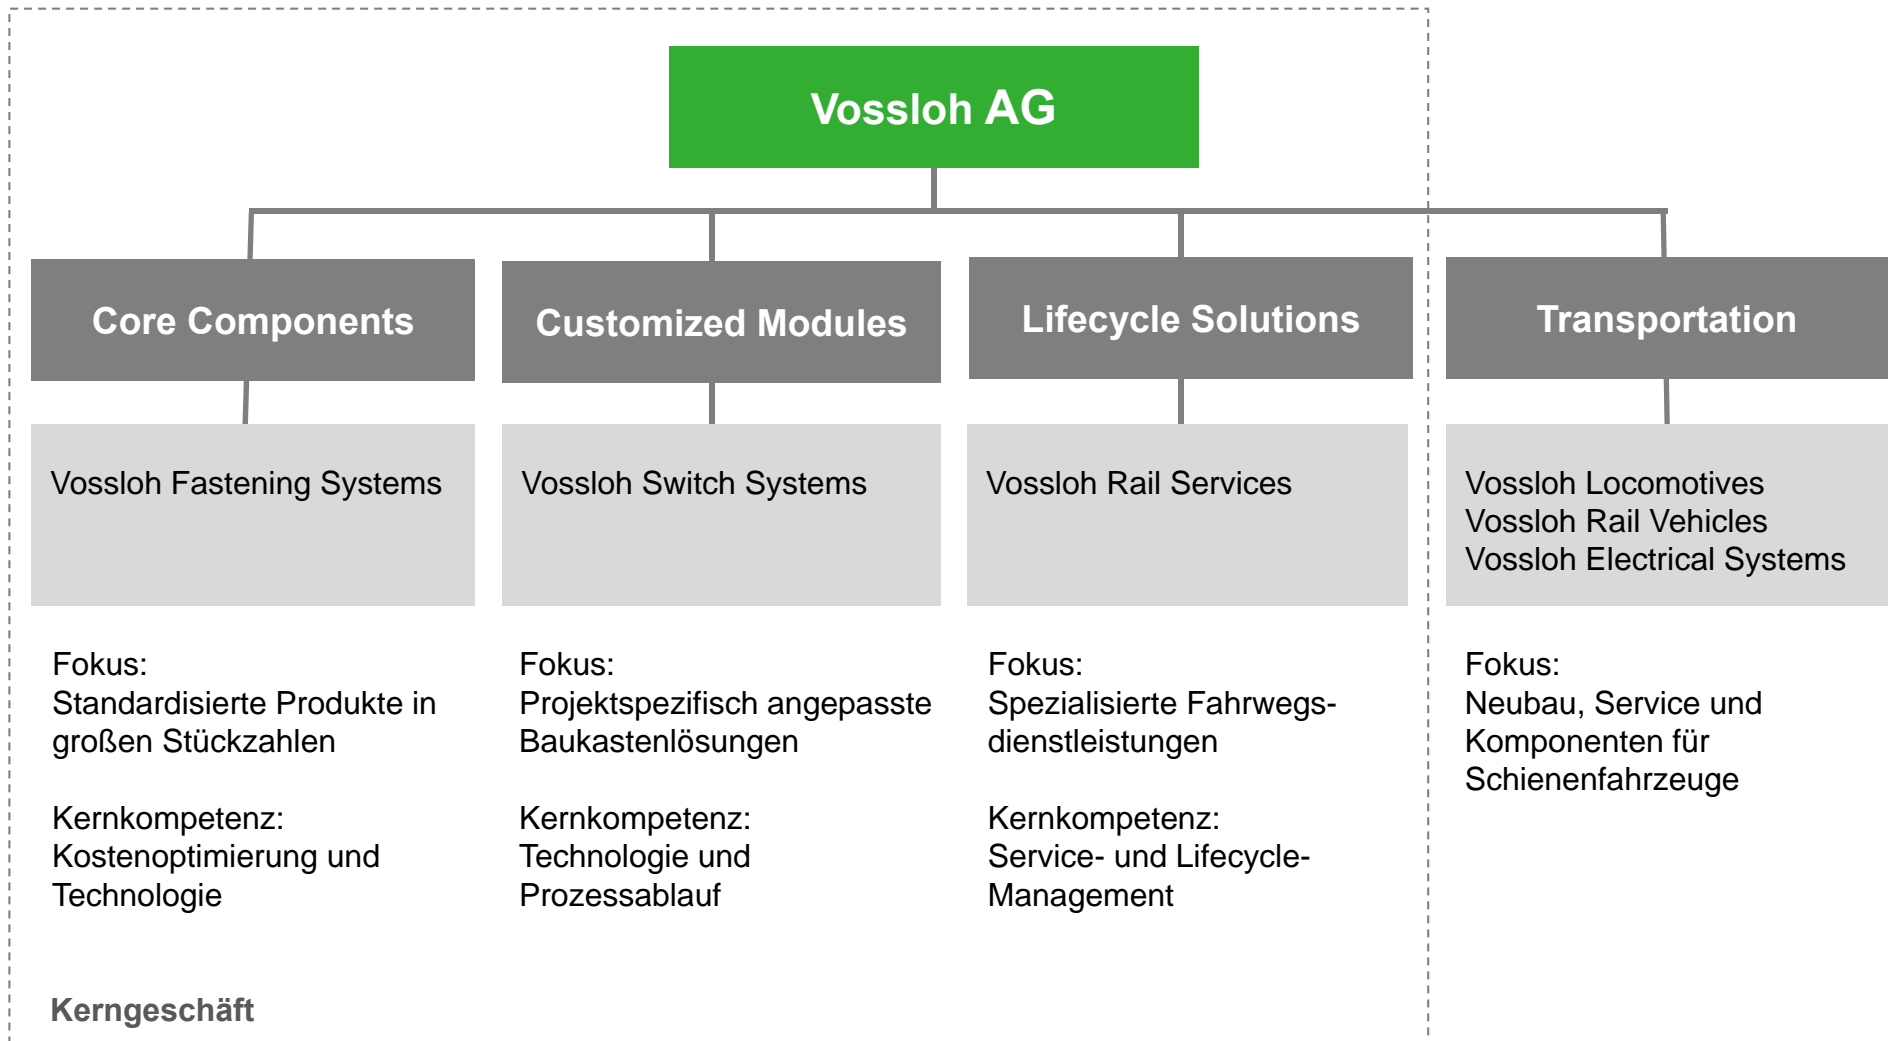 Vossloh AG
Core Components
Customized Modules
Lifecycle Solutions
Transportation
Vossloh Fastening Systems
Vossloh Switch Systems
Vossloh Rail Services
Vossloh Locomotives
Vossloh Rail Vehicles
Vossloh Electrical Systems
Fokus:
Standardisierte Produkte in
großen Stückzahlen
Kernkompetenz:
Kostenoptimierung und
Technologie
Fokus:
Projektspezifisch angepasste
Baukastenlösungen
Kernkompetenz:
Technologie und
Prozessablauf
Fokus:
Spezialisierte Fahrwegs-
dienstleistungen
Kernkompetenz:
Service- und Lifecycle-
Management
Fokus:
Neubau, Service und
Komponenten für
Schienenfahrzeuge
Kerngeschäft